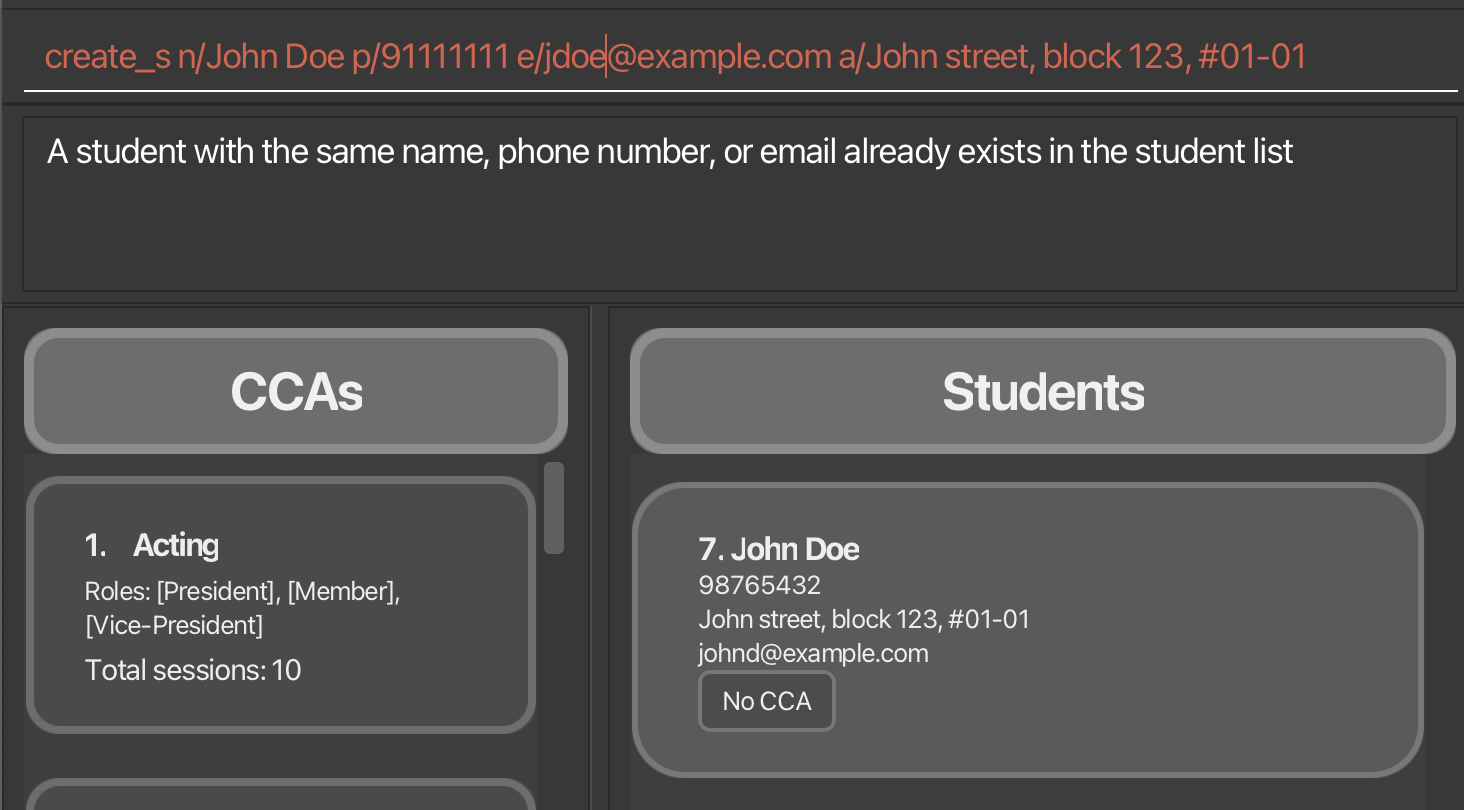 create_s n/John Doe p/91111111 e/jdoe@example.com a/John street, block 123, #01-01
A student with the same name, phone number, or email already exists in the student list
CCAs
1. Acting
Roles: [President], [Member],
[Vice-President]
Total sessions: 10
Students
7. John Doe
98765432
John street, block 123, #01-01
johnd@example.com
No CCA